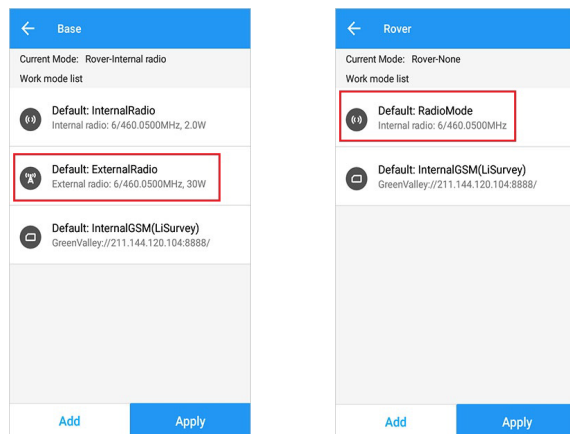 Base
Current Mode: Rover-Internal radio
Work mode list
Default: InternalRadio
Internal radio: 6/460.0500MHz, 2.0W
Default: ExternalRadio
External radio: 6/460.0500MHz, 30W
Default: InternalGSM(LiSurvey)
GreenValley://211.144.120.104:8888/
Add
Apply
Rover
Current Mode: Rover-None
Work mode list
Default: RadioMode
Internal radio: 6/460.0500MHz
Default: InternalGSM(LiSurvey)
GreenValley://211.144.120.104:8888/
Add
Apply